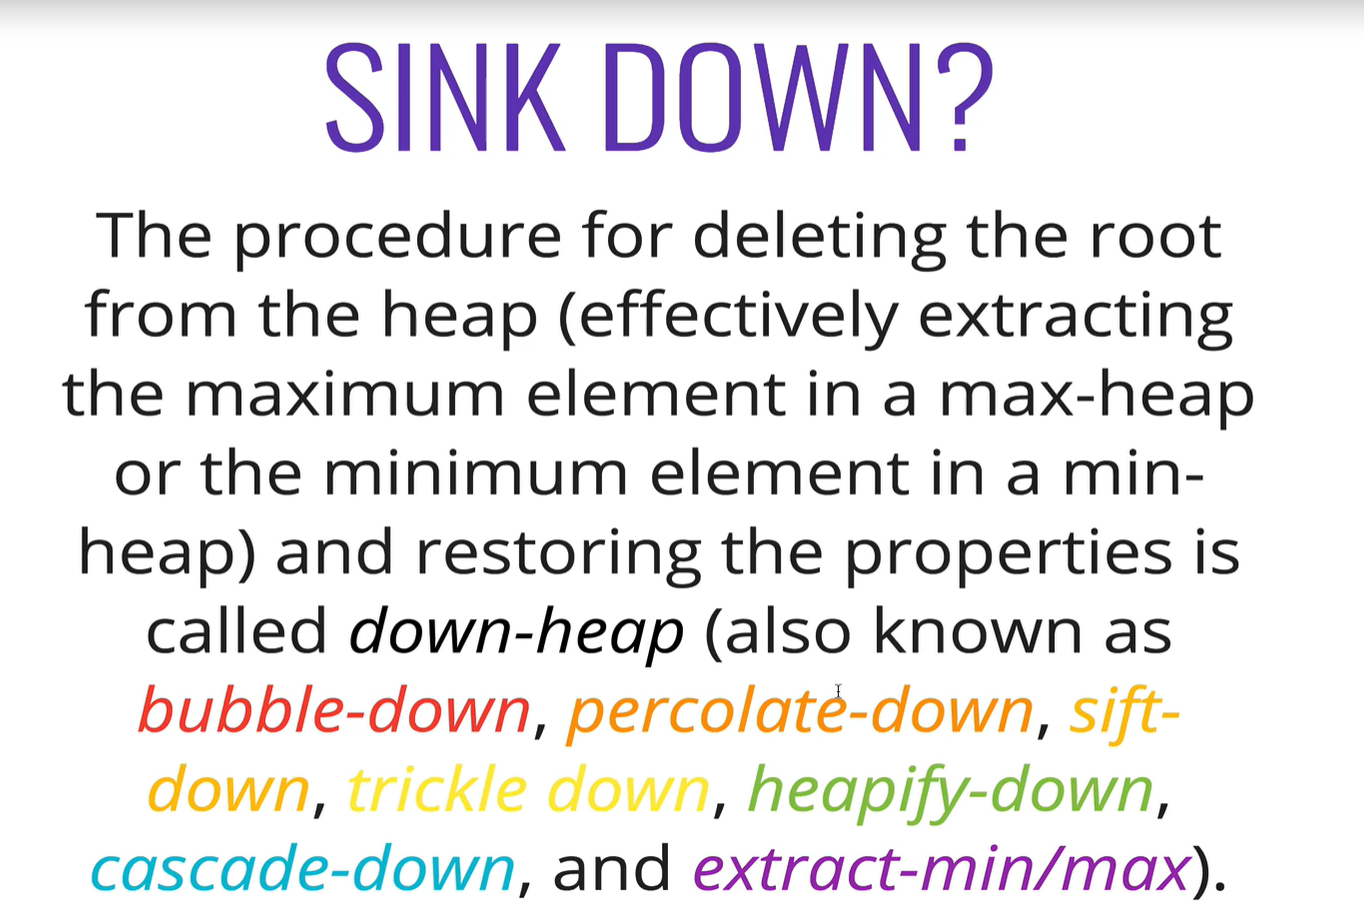 SINK DOWN?
The procedure for deleting the root
from the heap (effectively extracting
the maximum element in a max-heap
or the minimum element in a min-
heap) and restoring the properties is
called down-heap (also known as
bubble-down, percolate-down, sift-
down, trickle down, heapify-down,
cascade-down, and extract-min/max).